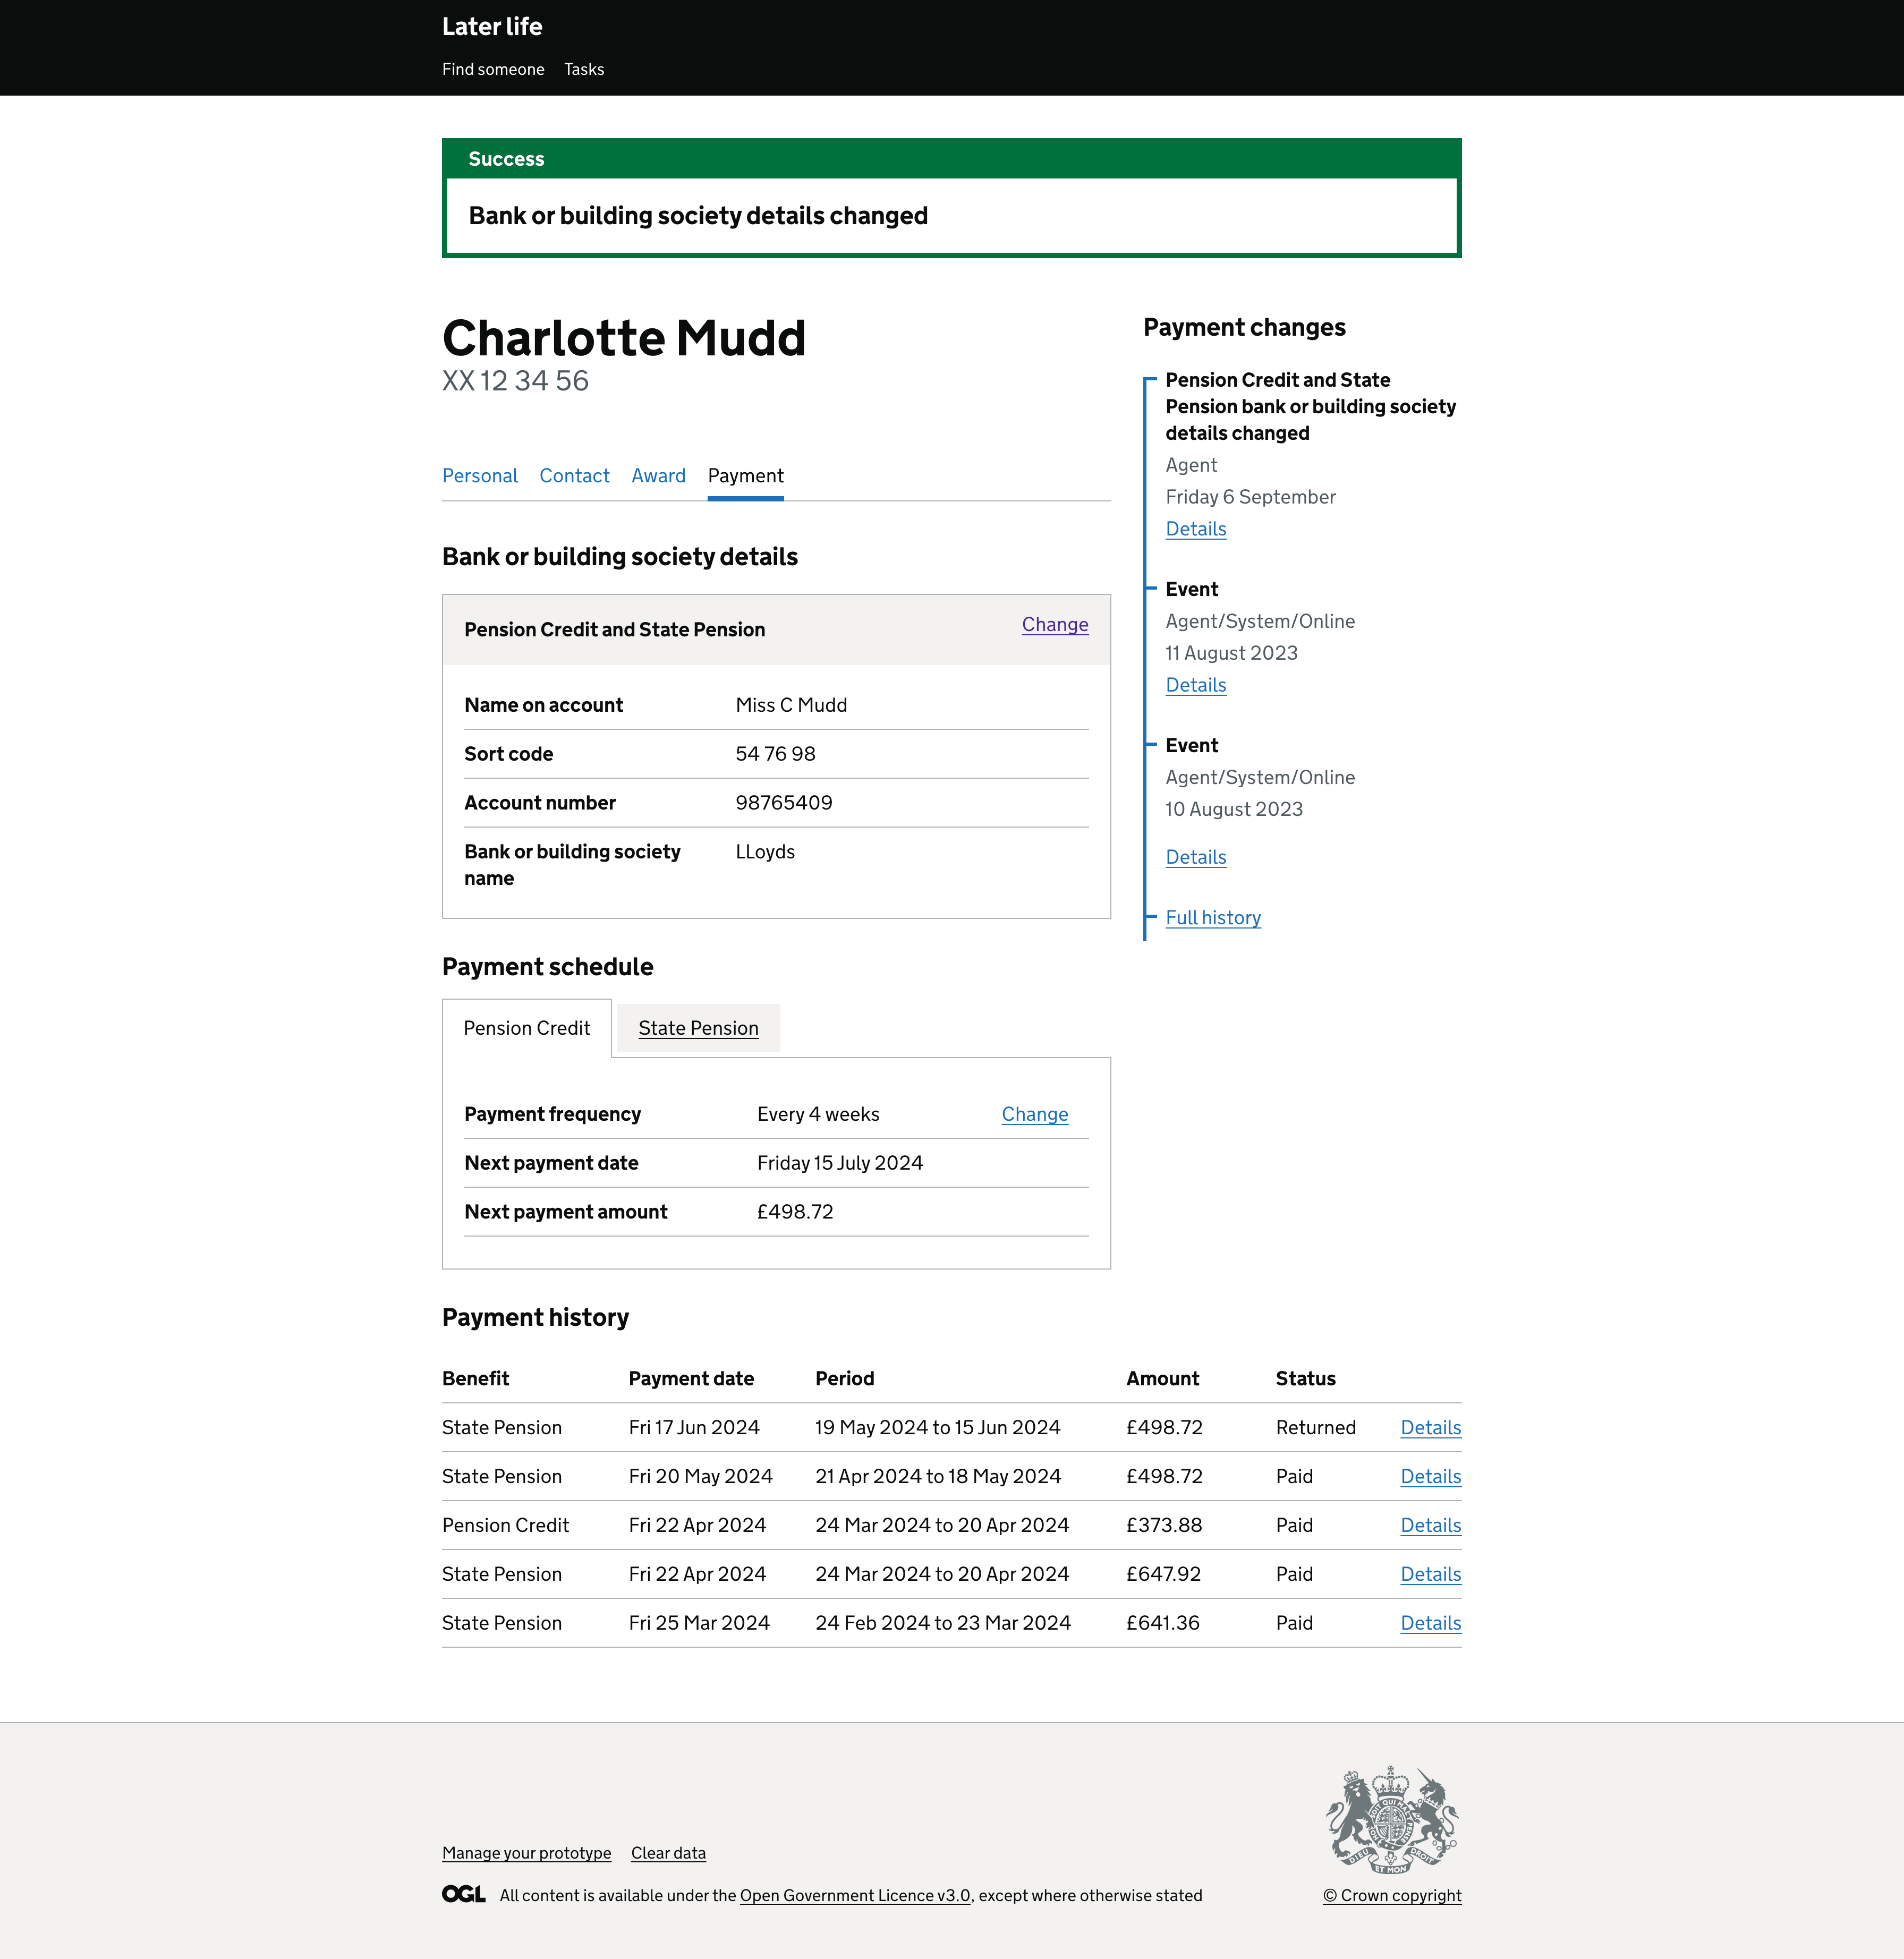 Later life
Find someone Tasks
Success
Bank or building society details changed
Charlotte Mudd
XX 12 34 56
Personal Contact Award Payment
Bank or building society details
Pension Credit and State Pension Change
Name on account Miss C Mudd
Sort code 54 76 98
Account number 98765409
Bank or building society LLoyds
name
Payment schedule
Pension Credit State Pension
Payment frequency Every 4 weeks Change
Next payment date Friday 15 July 2024
Next payment amount £498.72
Payment changes
Pension Credit and State
Pension bank or building society
details changed
Agent
Friday 6 September
Details
Event
Agent/System/Online
11 August 2023
Details
Event
Agent/System/Online
10 August 2023
Details
Full history
Payment history
Benefit Payment date Period Amount Status
State Pension Fri 17 Jun 2024 19 May 2024 to 15 Jun 2024 £498.72 Returned Details
State Pension Fri 20 May 2024 21 Apr 2024 to 18 May 2024 £498.72 Paid Details
Pension Credit Fri 22 Apr 2024 24 Mar 2024 to 20 Apr 2024 £373.88 Paid Details
State Pension Fri 22 Apr 2024 24 Mar 2024 to 20 Apr 2024 £647.92 Paid Details
State Pension Fri 25 Mar 2024 24 Feb 2024 to 23 Mar 2024 £641.36 Paid Details
Manage your prototype Clear data
OGL All content is available under the Open Government Licence v3.0, except where otherwise stated
DIEU ET MON DROIT
© Crown copyright